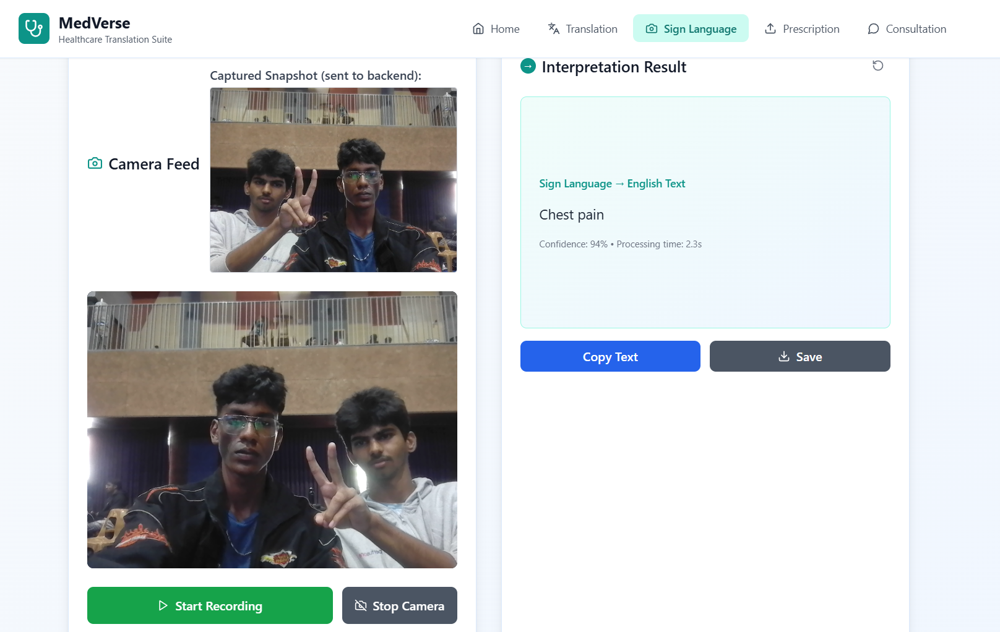 MedVerse
Healthcare Translation Suite
Home
Translation
Sign Language
Prescription
Consultation
Captured Snapshot (sent to backend):
Camera Feed
Start Recording
Stop Camera
Interpretation Result
Sign Language → English Text
Chest pain
Confidence: 94% • Processing time: 2.3s
Copy Text
Save